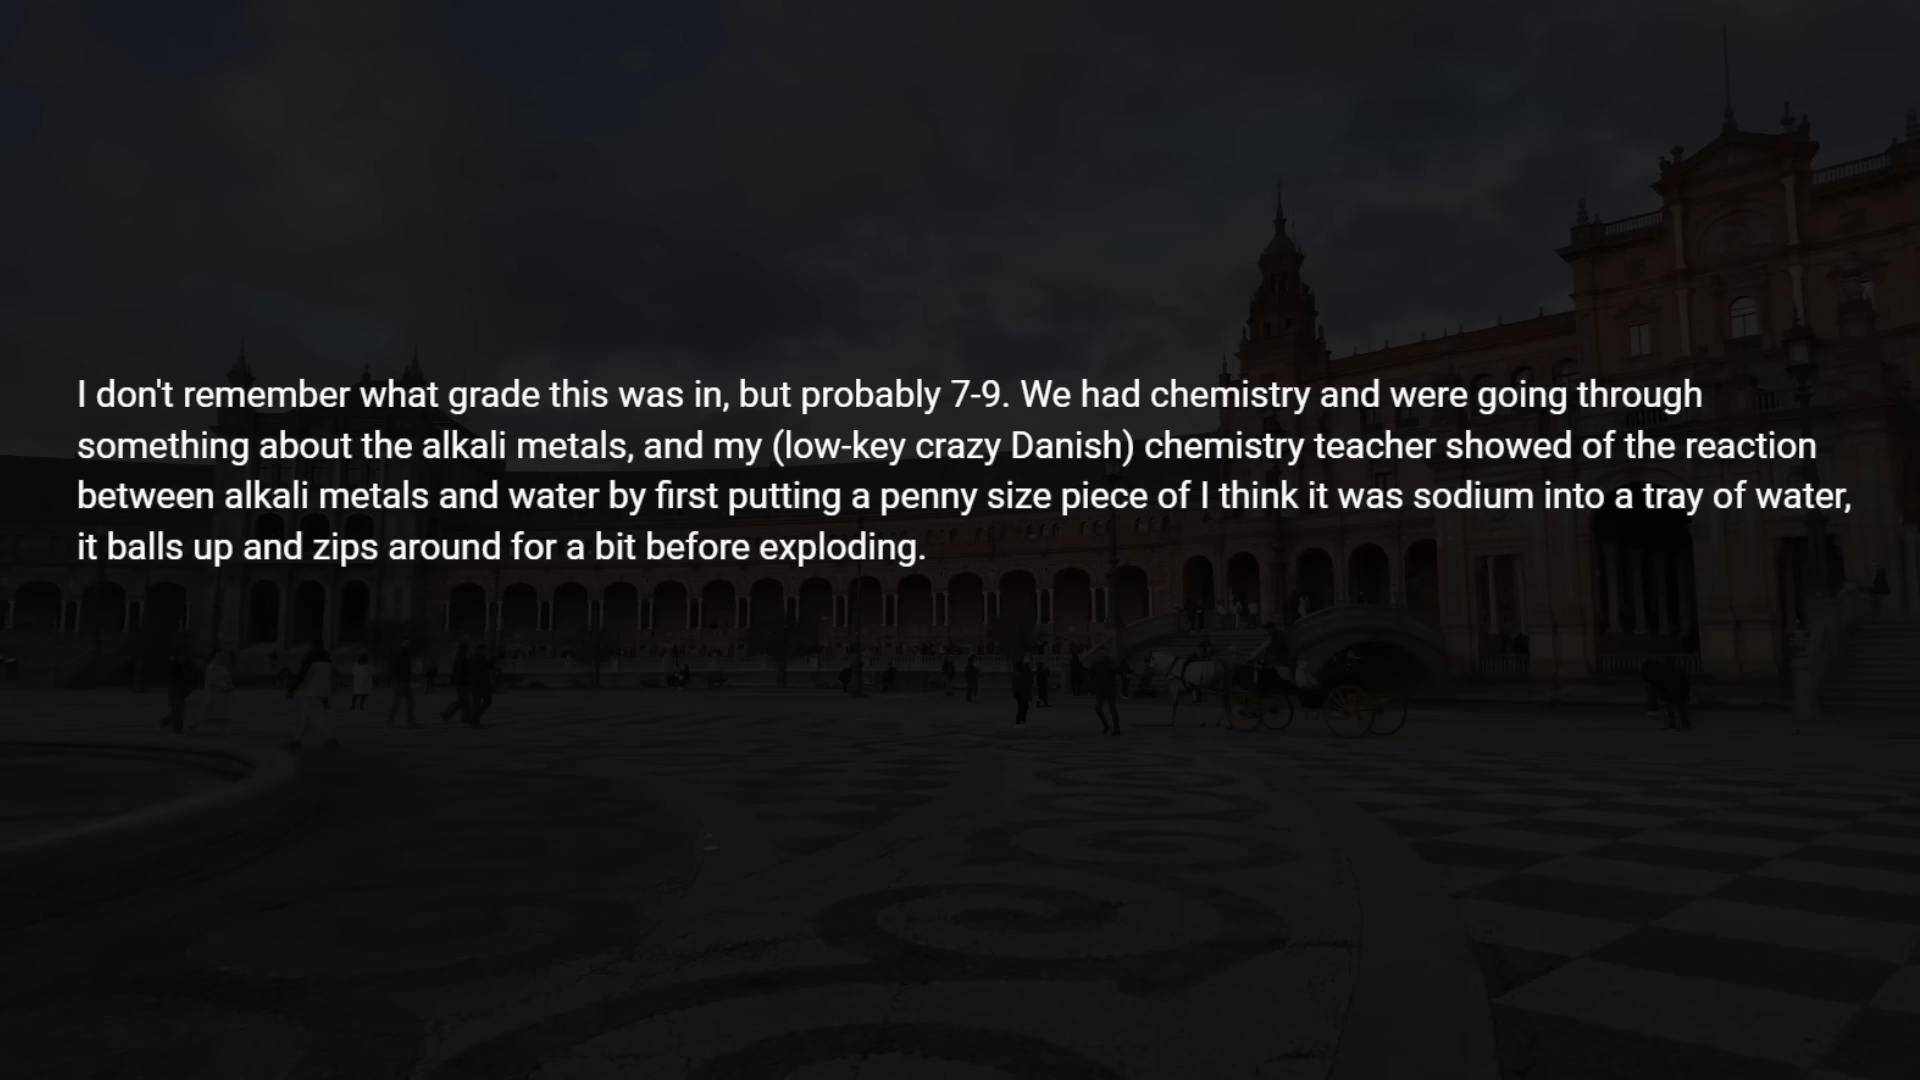 I don't remember what grade this was in, but probably 7-9. We had chemistry and were going through
something about the alkali metals, and my (low-key crazy Danish) chemistry teacher showed of the reaction
between alkali metals and water by first putting a penny size piece of I think it was sodium into a tray of water,
it balls up and zips around for a bit before exploding.